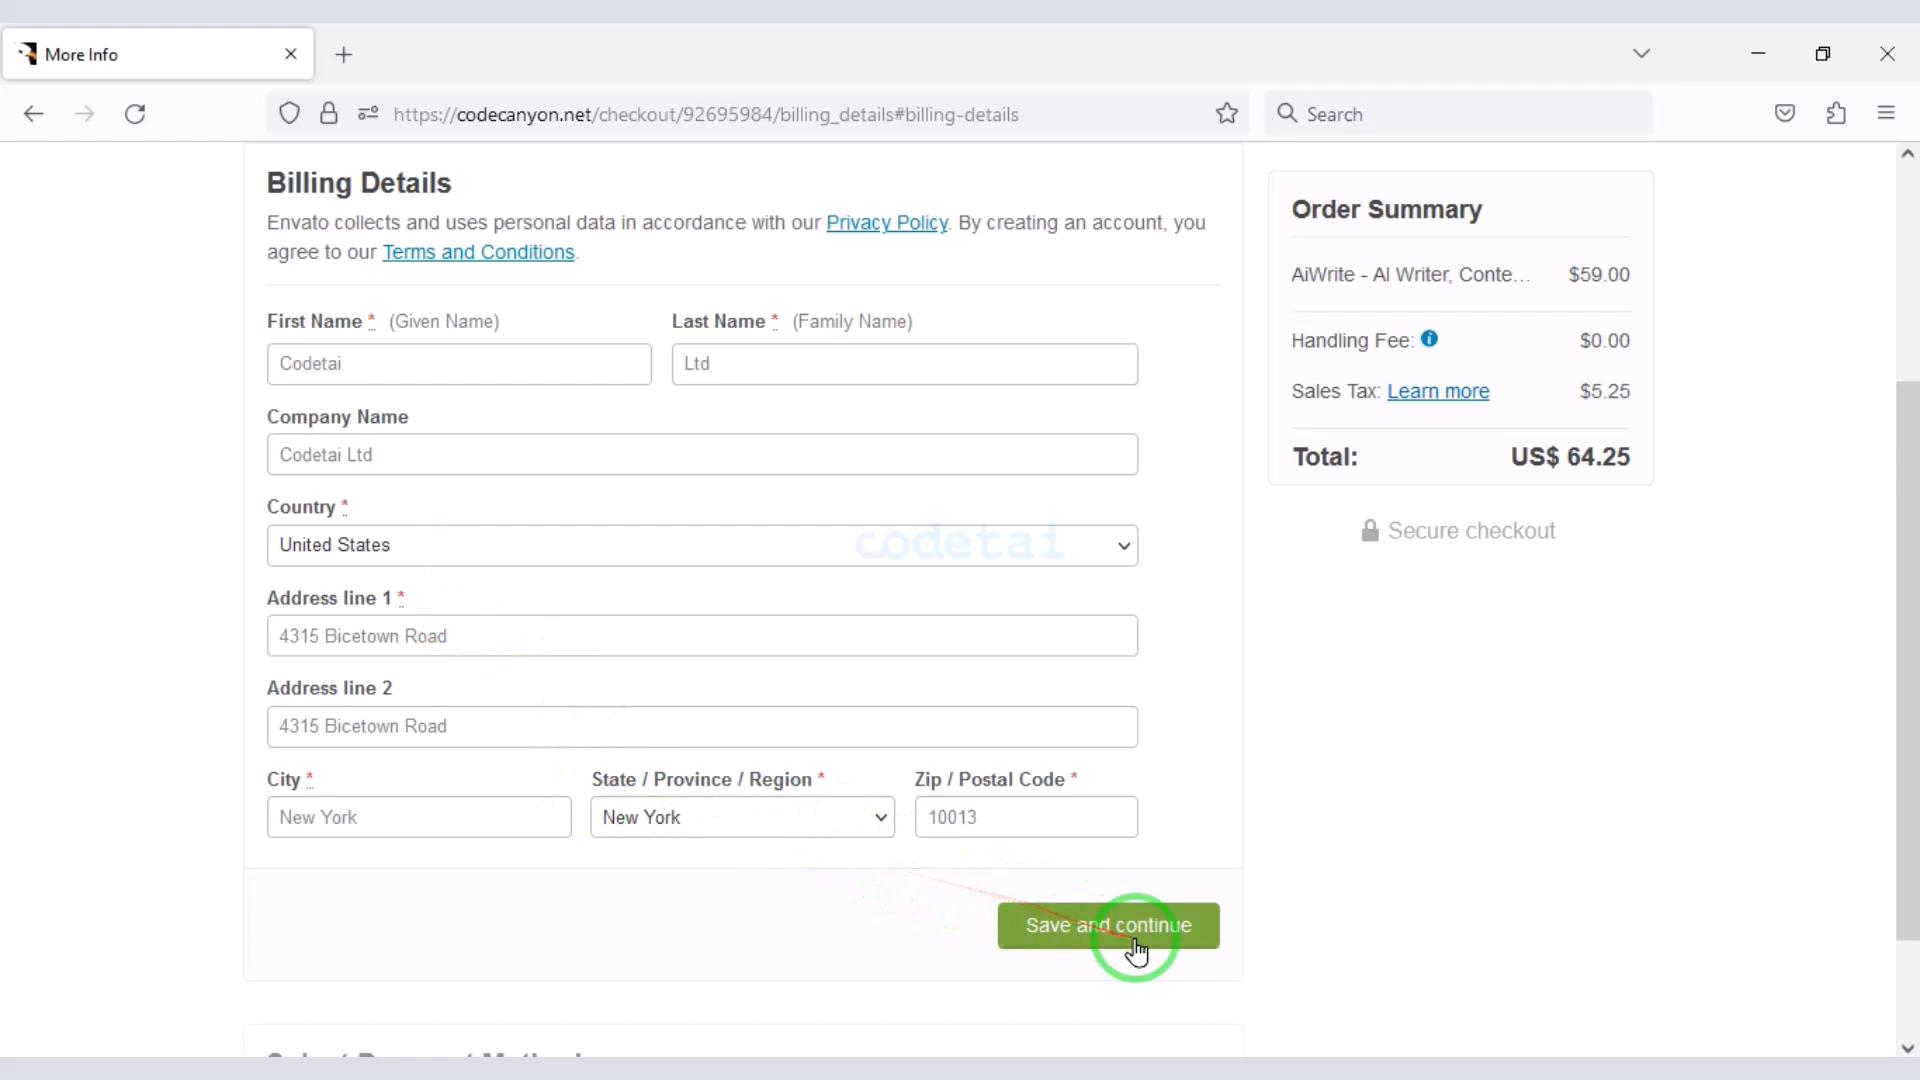 More Info
https://codecanyon.net/checkout/92695984/billing_details#billing-details
Search
Billing Details
Envato collects and uses personal data in accordance with our Privacy Policy. By creating an account, you
agree to our Terms and Conditions.
First Name * (Given Name)
Last Name * (Family Name)
Codetai
Ltd
Company Name
Codetai Ltd
Country *
United States
codetai
Address line 1 *
4315 Bicetown Road
Address line 2
4315 Bicetown Road
City *
State / Province / Region *
Zip / Postal Code *
New York
New York
10013
Save and continue
Order Summary
AiWrite - AI Writer, Conte... $59.00
Handling Fee: $0.00
Sales Tax: Learn more $5.25
Total: US$ 64.25
Secure checkout